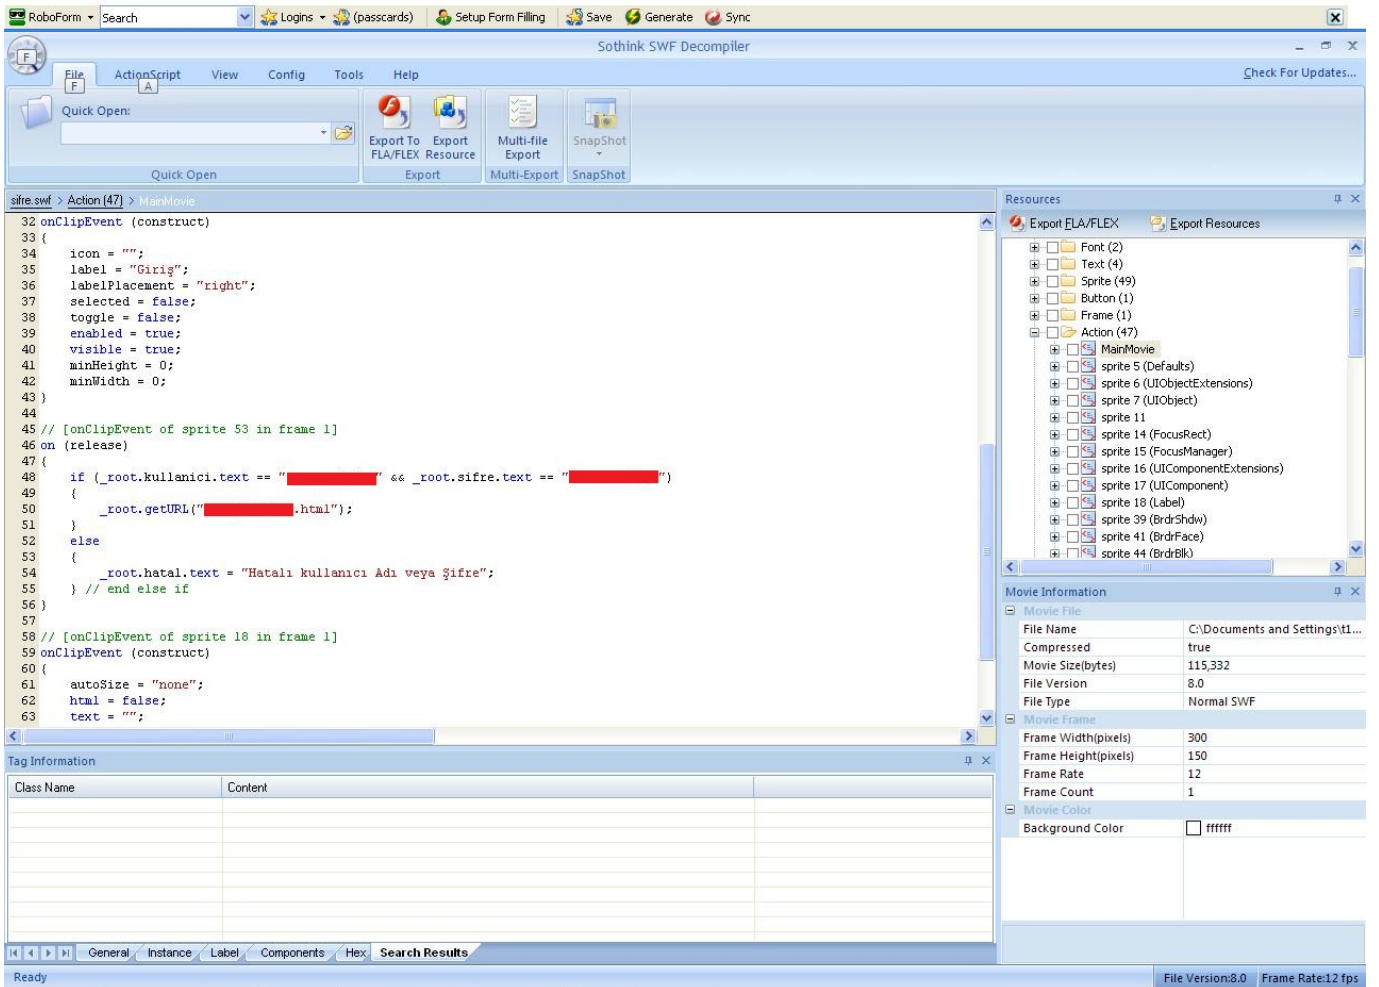 RoboForm Search Logins (passcards) Setup Form Filling Save Generate Sync
Sothink SWF Decompiler
F
File ActionScript View Config Tools Help Check For Updates...
F A
Quick Open:
Export To FLA/FLEX
Export Resource
Multi-file Export
SnapShot
Quick Open Export Multi-Export SnapShot
sifre.swf > Action (47) > MainMovie
32 onClipEvent (construct)
33 {
34 icon = "";
35 label = "Giriş";
36 labelPlacement = "right";
37 selected = false;
38 toggle = false;
39 enabled = true;
40 visible = true;
41 minHeight = 0;
42 minWidth = 0;
43 }
44
45 // [onClipEvent of sprite 53 in frame 1]
46 on (release)
47 {
48 if (_root.kullanici.text == "" && _root.sifre.text == "")
49 {
50 _root.getURL(".html");
51 }
52 else
53 {
54 _root.hatal.text = "Hatalı kullanıcı Adı veya Şifre";
55 } // end else if
56 }
57
58 // [onClipEvent of sprite 18 in frame 1]
59 onClipEvent (construct)
60 {
61 autoSize = "none";
62 html = false;
63 text = "";
Tag Information
Class Name Content
General Instance Label Components Hex Search Results
Ready
Resources
Export FLA/FLEX Export Resources
Font (2)
Text (4)
Sprite (49)
Button (1)
Frame (1)
Action (47)
MainMovie
sprite 5 (Defaults)
sprite 6 (UIObjectExtensions)
sprite 7 (UIObject)
sprite 11
sprite 14 (FocusRect)
sprite 15 (FocusManager)
sprite 16 (UIComponentExtensions)
sprite 17 (UIComponent)
sprite 18 (Label)
sprite 39 (BrdrShdw)
sprite 41 (BrdrFace)
sprite 44 (BrdrBlk)
Movie Information
Movie File
File Name C:\Documents and Settings\t1...
Compressed true
Movie Size(bytes) 115,332
File Version 8.0
File Type Normal SWF
Movie Frame
Frame Width(pixels) 300
Frame Height(pixels) 150
Frame Rate 12
Frame Count 1
Movie Color
Background Color ffffff
File Version:8.0 Frame Rate:12 fps